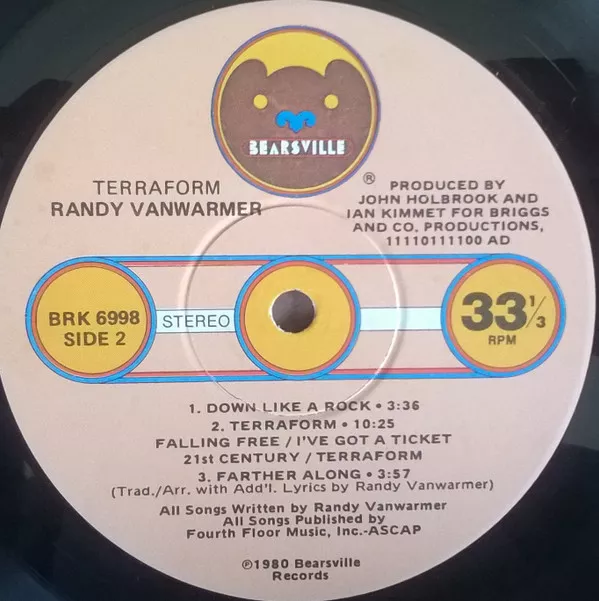 BEARSVILLE
®
TERRAFORM
RANDY VANWARMER
PRODUCED BY
JOHN HOLBROOK AND
IAN KIMMET FOR BRIGGS
AND CO. PRODUCTIONS,
11110111100 AD
BRK 6998
SIDE 2
STEREO
33 1/3
RPM
1. DOWN LIKE A ROCK • 3:36
2. TERRAFORM • 10:25
FALLING FREE / I'VE GOT A TICKET
21st CENTURY / TERRAFORM
3. FARTHER ALONG • 3:57
(Trad./Arr. with Add'l. Lyrics by Randy Vanwarmer)
All Songs Written by Randy Vanwarmer
All Songs Published by
Fourth Floor Music, Inc.-ASCAP
℗1980 Bearsville
Records